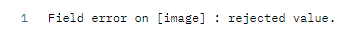 1 Field error on [image] : rejected value.